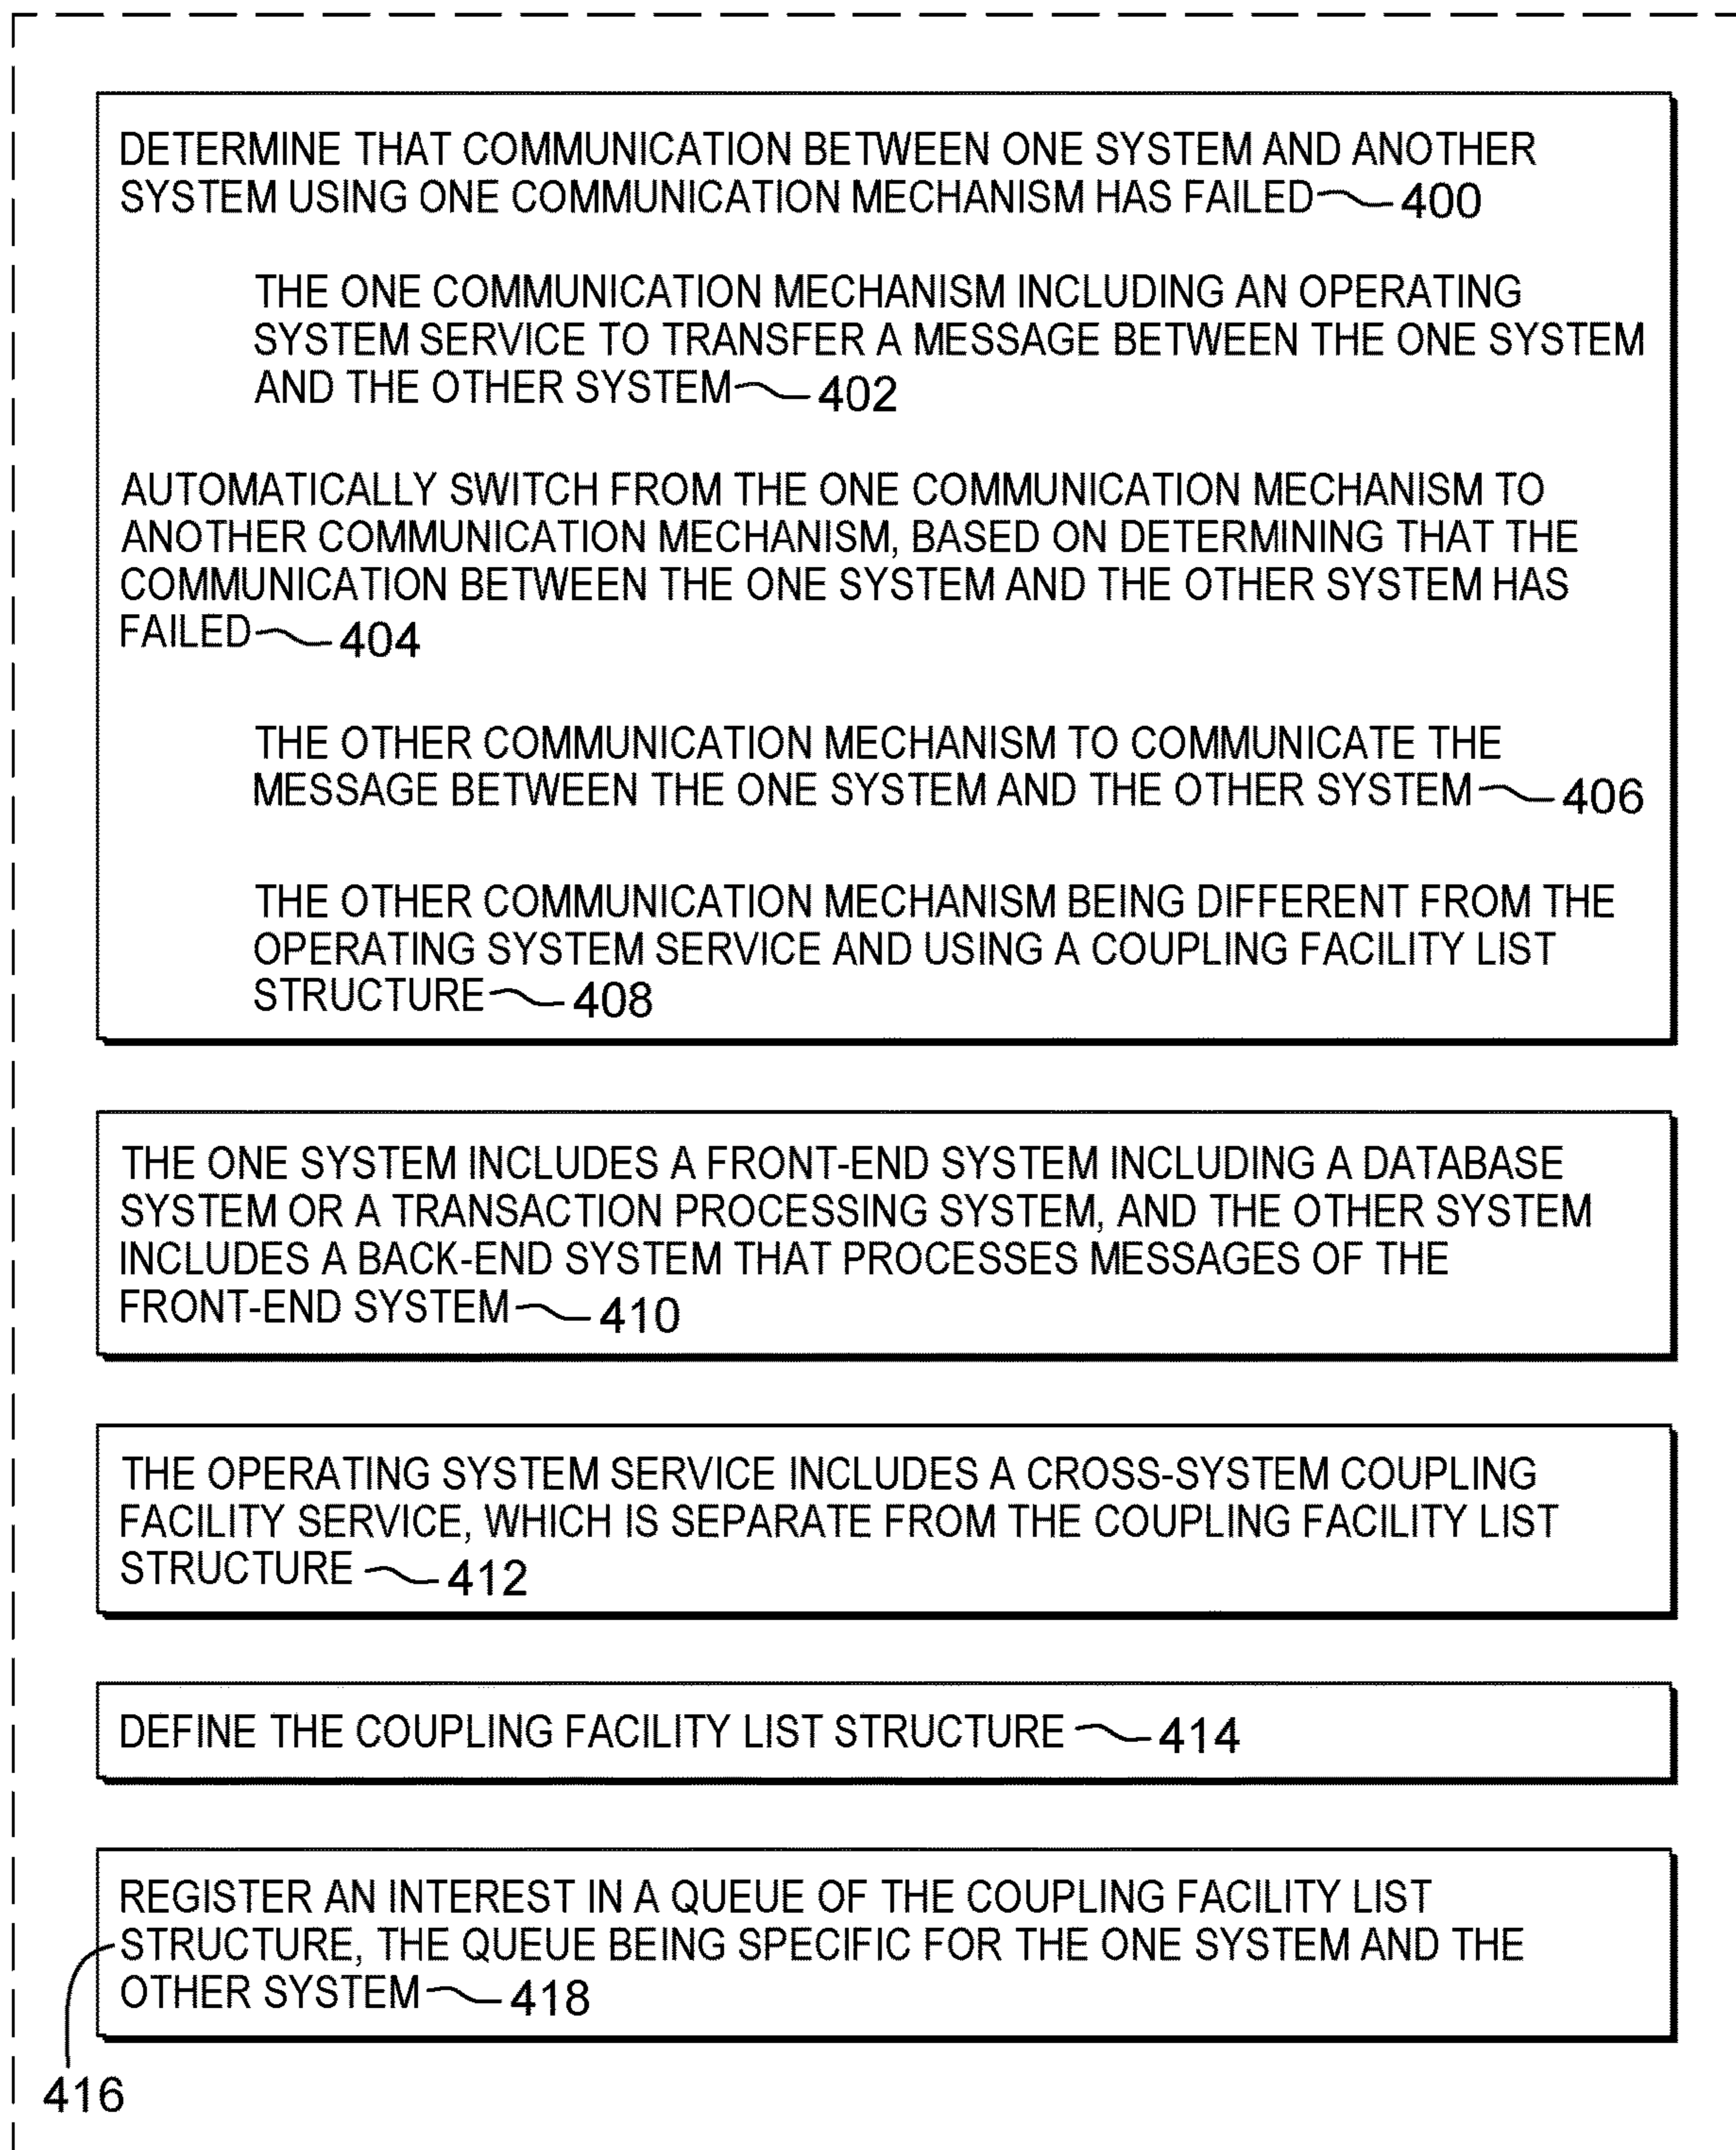 DETERMINE THAT COMMUNICATION BETWEEN ONE SYSTEM AND ANOTHER
SYSTEM USING ONE COMMUNICATION MECHANISM HAS FAILED 400
THE ONE COMMUNICATION MECHANISM INCLUDING AN OPERATING
SYSTEM SERVICE TO TRANSFER A MESSAGE BETWEEN THE ONE SYSTEM
AND THE OTHER SYSTEM 402
AUTOMATICALLY SWITCH FROM THE ONE COMMUNICATION MECHANISM TO
ANOTHER COMMUNICATION MECHANISM, BASED ON DETERMINING THAT THE
COMMUNICATION BETWEEN THE ONE SYSTEM AND THE OTHER SYSTEM HAS
FAILED 404
THE OTHER COMMUNICATION MECHANISM TO COMMUNICATE THE
MESSAGE BETWEEN THE ONE SYSTEM AND THE OTHER SYSTEM 406
THE OTHER COMMUNICATION MECHANISM BEING DIFFERENT FROM THE
OPERATING SYSTEM SERVICE AND USING A COUPLING FACILITY LIST
STRUCTURE 408
THE ONE SYSTEM INCLUDES A FRONT-END SYSTEM INCLUDING A DATABASE
SYSTEM OR A TRANSACTION PROCESSING SYSTEM, AND THE OTHER SYSTEM
INCLUDES A BACK-END SYSTEM THAT PROCESSES MESSAGES OF THE
FRONT-END SYSTEM 410
THE OPERATING SYSTEM SERVICE INCLUDES A CROSS-SYSTEM COUPLING
FACILITY SERVICE, WHICH IS SEPARATE FROM THE COUPLING FACILITY LIST
STRUCTURE 412
DEFINE THE COUPLING FACILITY LIST STRUCTURE 414
REGISTER AN INTEREST IN A QUEUE OF THE COUPLING FACILITY LIST
STRUCTURE, THE QUEUE BEING SPECIFIC FOR THE ONE SYSTEM AND THE
OTHER SYSTEM 418
416